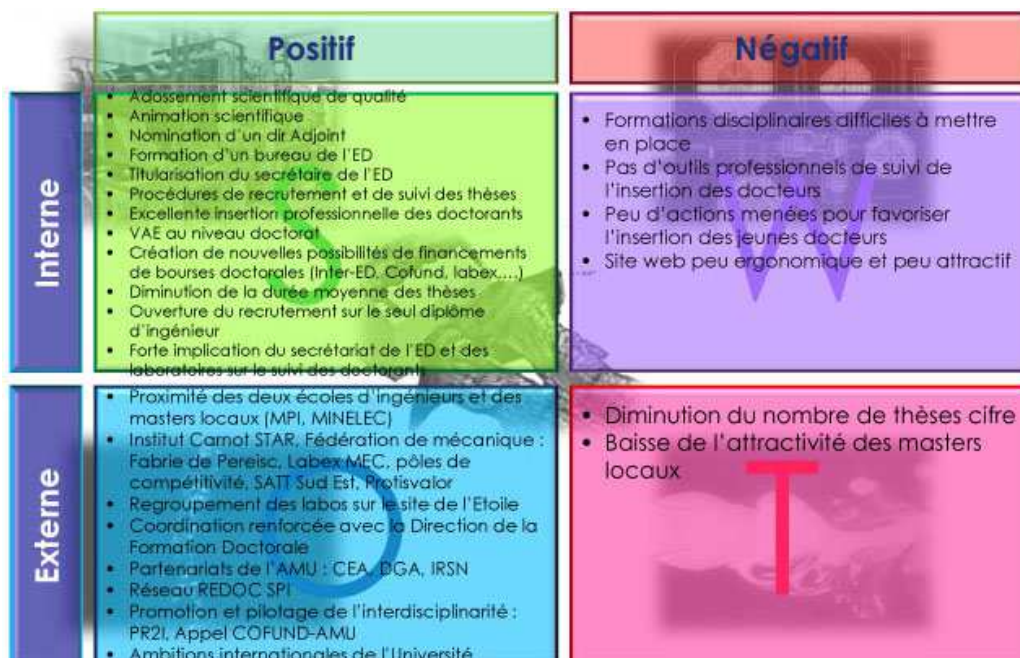 Positif
Négatif
Interne
• Adossement scientifique de qualité
• Animation scientifique
• Nomination d'un dir Adjoint
• Formation d'un bureau de l'ED
• Titularisation du secrétaire de l'ED
• Procédures de recrutement et de suivi des thèses
• Excellente insertion professionnelle des doctorants
• VAE au niveau doctorat
• Création de nouvelles possibilités de financements
de bourses doctorales (Inter-ED, Cofund, labex....)
• Diminution de la durée moyenne des thèses
• Ouverture du recrutement sur le seul diplôme
d'ingénieur
• Forte implication du secrétariat de l'ED et des
laboratoires sur le suivi des doctorants
S
• Formations disciplinaires difficiles à mettre
en place
• Pas d'outils professionnels de suivi de
l'insertion des docteurs
• Peu d'actions menées pour favoriser
l'insertion des jeunes docteurs
• Site web peu ergonomique et peu attractif
W
Externe
• Proximité des deux écoles d'ingénieurs et des
masters locaux (MPI, MINELEC)
• Institut Carnot STAR, Fédération de mécanique :
Fabrie de Pereisc, Labex MEC, pôles de
compétitivité, SATT Sud Est, Protisvalor
• Regroupement des labos sur le site de l'Etoile
• Coordination renforcée avec la Direction de la
Formation Doctorale
• Partenariats de l'AMU : CEA, DGA, IRSN
• Réseau REDOC SPI
• Promotion et pilotage de l'interdisciplinarité :
PR2I, Appel COFUND-AMU
• Ambitions internationales de l'Université
O
• Diminution du nombre de thèses cifre
• Baisse de l'attractivité des masters
locaux
T